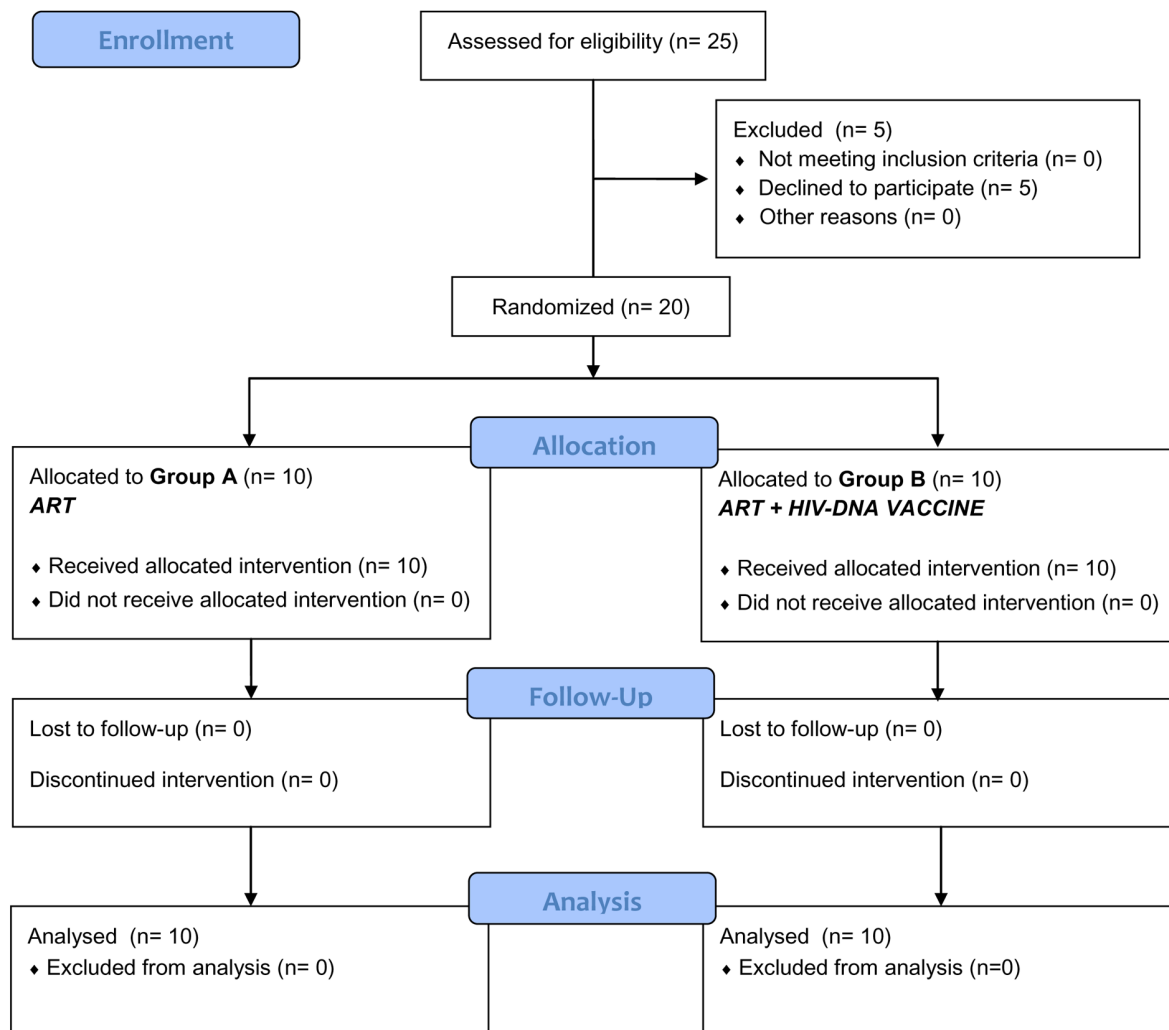 Enrollment
Assessed for eligibility (n= 25)
Excluded (n= 5)
♦ Not meeting inclusion criteria (n= 0)
♦ Declined to participate (n= 5)
♦ Other reasons (n= 0)
Randomized (n= 20)
Allocation
Allocated to Group A (n= 10)
ART
♦ Received allocated intervention (n= 10)
♦ Did not receive allocated intervention (n= 0)
Allocated to Group B (n= 10)
ART + HIV-DNA VACCINE
♦ Received allocated intervention (n= 10)
♦ Did not receive allocated intervention (n= 0)
Follow-Up
Lost to follow-up (n= 0)
Discontinued intervention (n= 0)
Lost to follow-up (n= 0)
Discontinued intervention (n= 0)
Analysis
Analysed (n= 10)
♦ Excluded from analysis (n= 0)
Analysed (n= 10)
♦ Excluded from analysis (n=0)